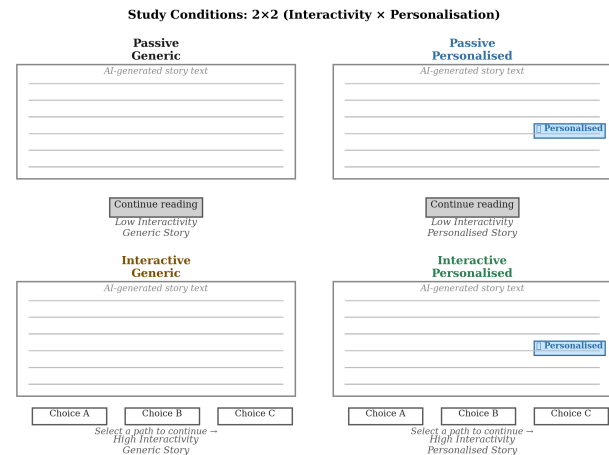 Study Conditions: 2×2 (Interactivity × Personalisation)
Passive
Generic
AI-generated story text
Continue reading
Low Interactivity
Generic Story
Passive
Personalised
AI-generated story text
Personalised
Continue reading
Low Interactivity
Personalised Story
Interactive
Generic
AI-generated story text
Choice A
Choice B
Choice C
Select a path to continue →
High Interactivity
Generic Story
Interactive
Personalised
AI-generated story text
Personalised
Choice A
Choice B
Choice C
Select a path to continue →
High Interactivity
Personalised Story